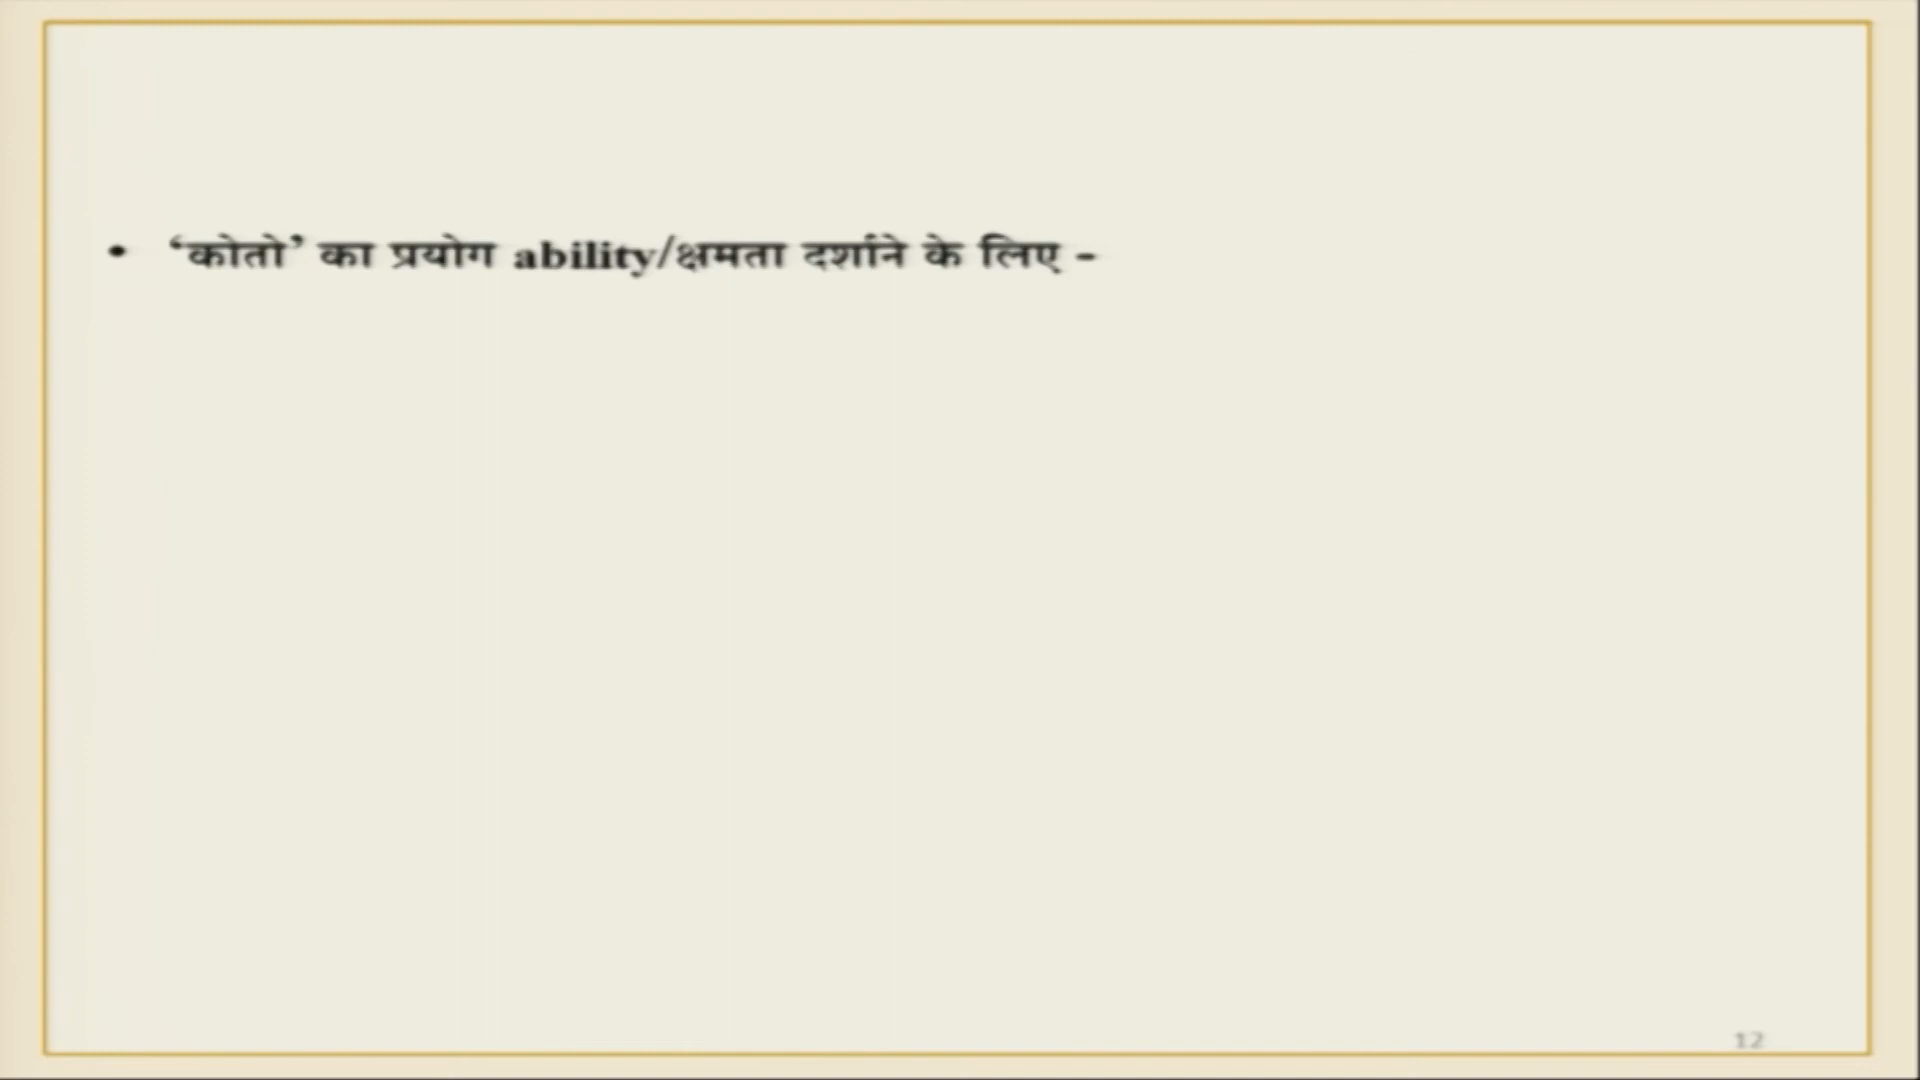 • ‘कोतो’ का प्रयोग ability/क्षमता दर्शाने के लिए -
12